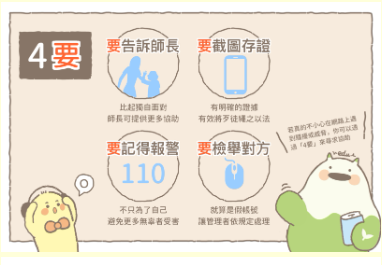 4要
要告訴師長
比起獨自面對
師長可提供更多協助
要截圖存證
有明確的證據
有效將歹徒繩之以法
要記得報警
110
不只為了自己
避免更多無辜者受害
要檢舉對方
就算是假帳號
讓管理者依規定處理
若真的不小心在網路上遇
到騷擾或威脅，你可以透
過「4要」來尋求協助